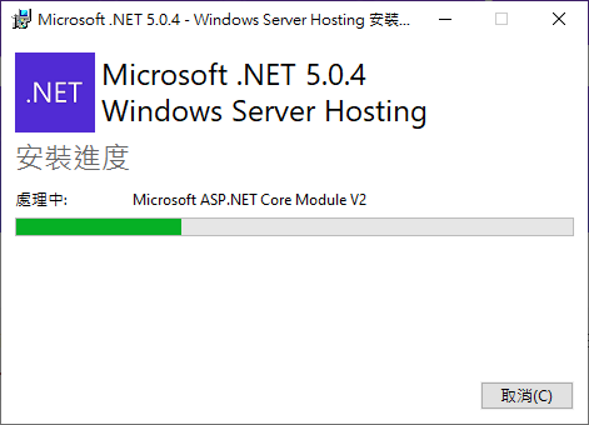 Microsoft .NET 5.0.4 - Windows Server Hosting 安裝...
.NET
Microsoft .NET 5.0.4
Windows Server Hosting
安裝進度
處理中: Microsoft ASP.NET Core Module V2
取消(C)